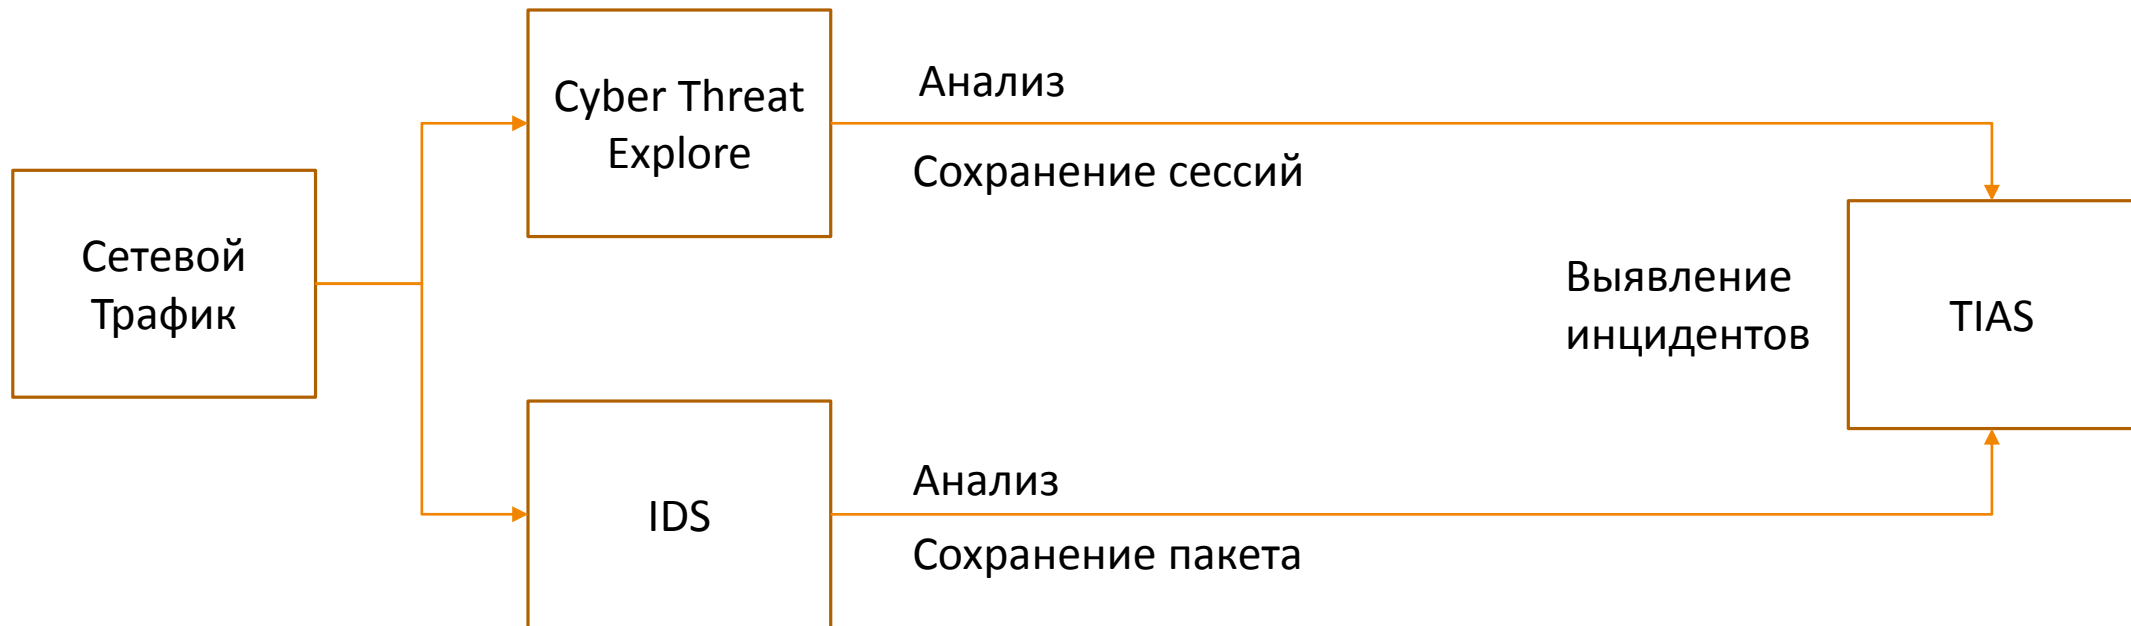 Сетевой
Трафик
Cyber Threat
Explore
Анализ
Сохранение сессий
IDS
Анализ
Сохранение пакета
Выявление
инцидентов
TIAS